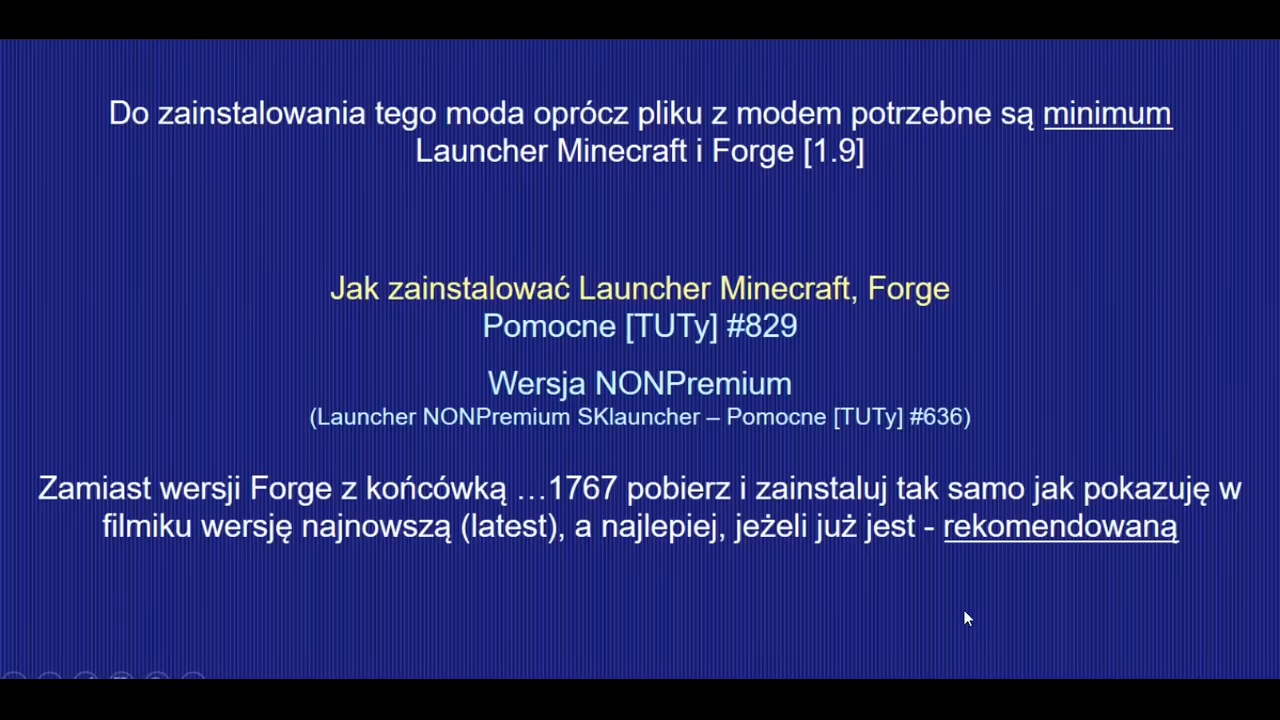 Do zainstalowania tego moda oprócz pliku z modem potrzebne są minimum
Launcher Minecraft i Forge [1.9]
Jak zainstalować Launcher Minecraft, Forge
Pomocne [TUTy] #829
Wersja NONPremium
(Launcher NONPremium SKlauncher – Pomocne [TUTy] #636)
Zamiast wersji Forge z końcówką …1767 pobierz i zainstaluj tak samo jak pokazuję w
filmiku wersję najnowszą (latest), a najlepiej, jeżeli już jest - rekomendowaną